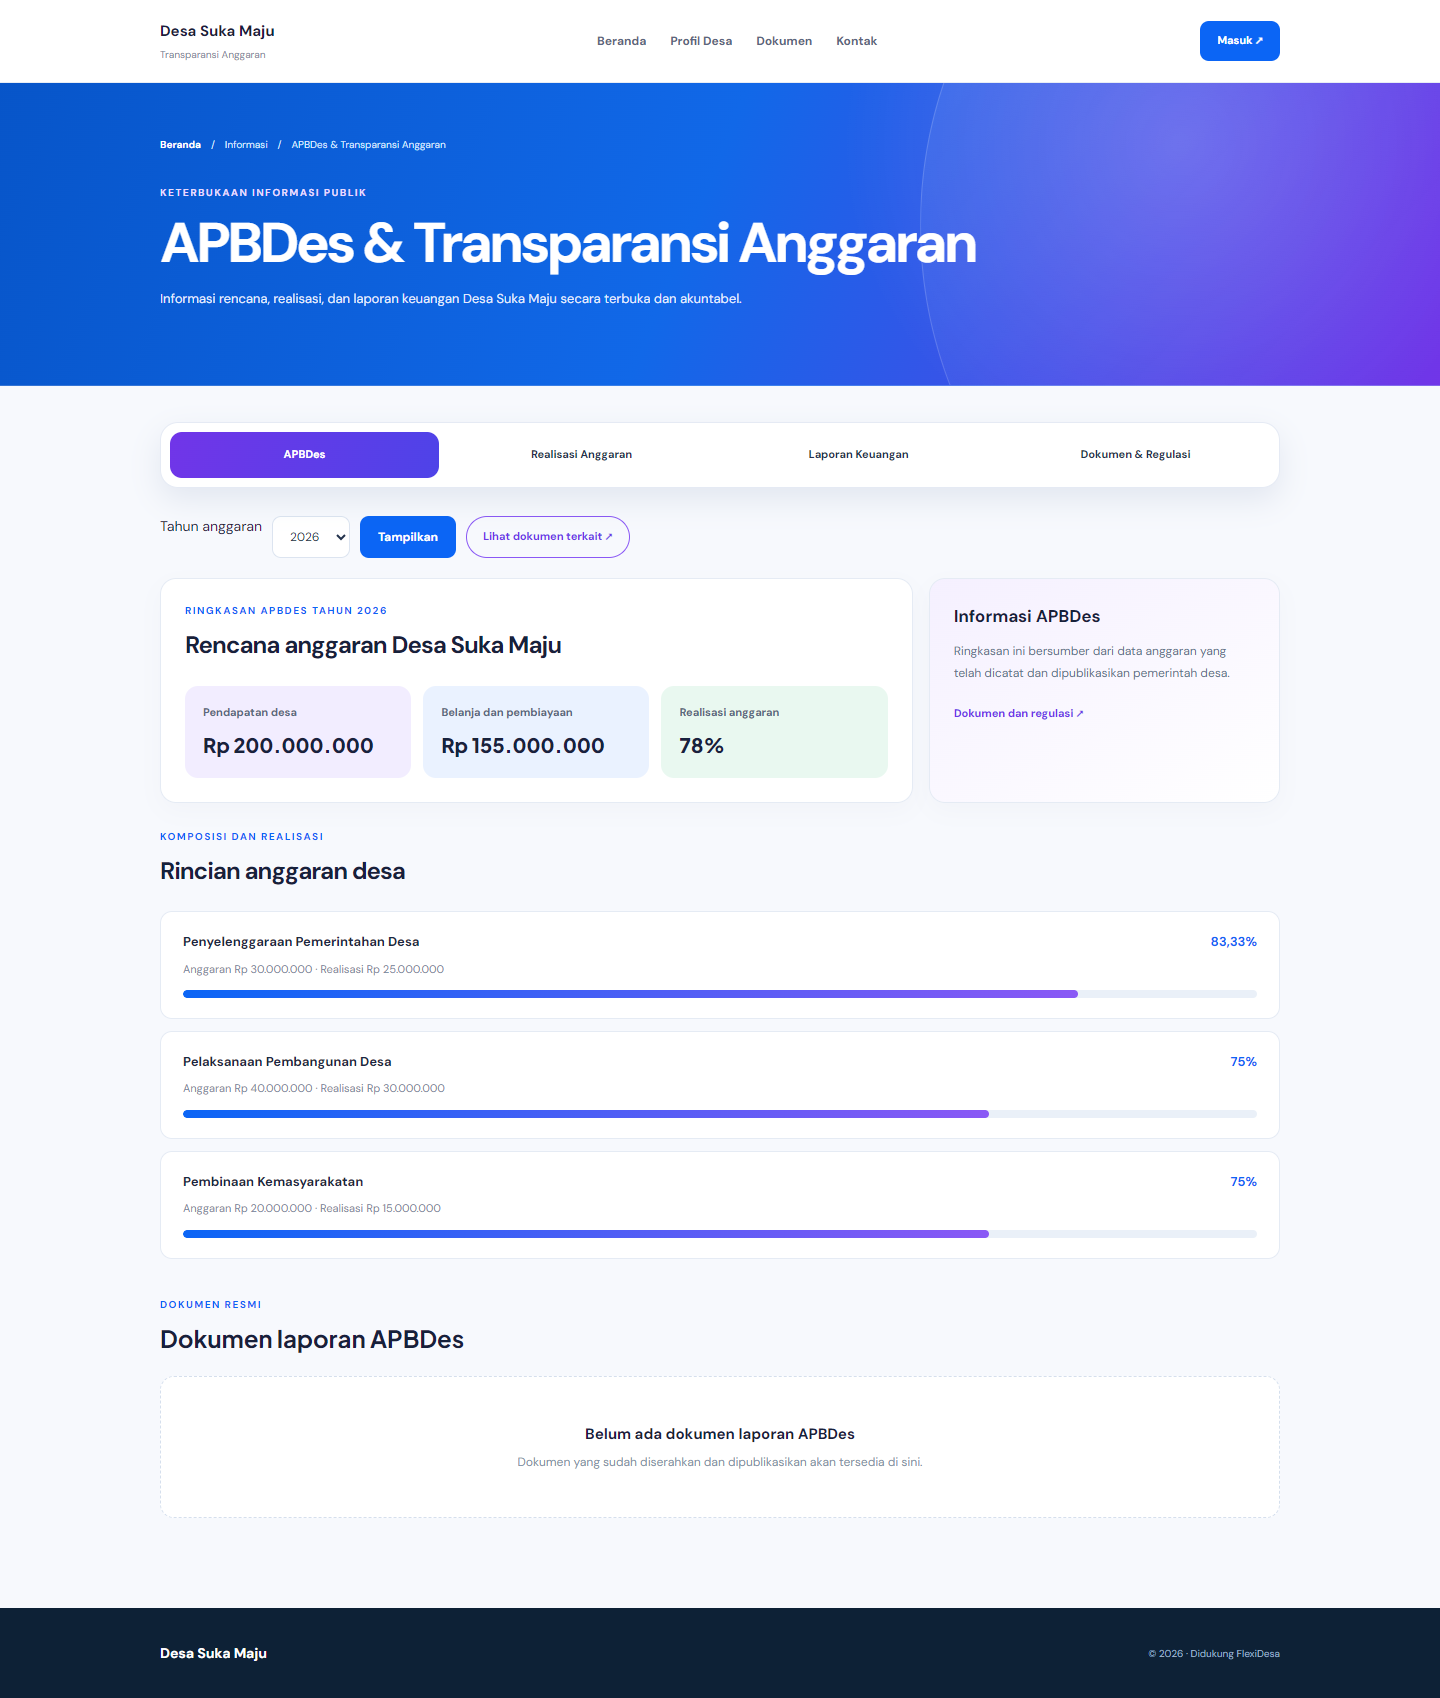 Desa Suka Maju
Transparansi Anggaran
Beranda
Profil Desa
Dokumen
Kontak
Masuk ↗
Beranda / Informasi / APBDes & Transparansi Anggaran
KETERBUKAAN INFORMASI PUBLIK
APBDes & Transparansi Anggaran
Informasi rencana, realisasi, dan laporan keuangan Desa Suka Maju secara terbuka dan akuntabel.
APBDes
Realisasi Anggaran
Laporan Keuangan
Dokumen & Regulasi
Tahun anggaran
2026
Tampilkan
Lihat dokumen terkait ↗
RINGKASAN APBDES TAHUN 2026
Rencana anggaran Desa Suka Maju
Pendapatan desa
Rp 200.000.000
Belanja dan pembiayaan
Rp 155.000.000
Realisasi anggaran
78%
Informasi APBDes
Ringkasan ini bersumber dari data anggaran yang
telah dicatat dan dipublikasikan pemerintah desa.
Dokumen dan regulasi ↗
KOMPOSISI DAN REALISASI
Rincian anggaran desa
Penyelenggaraan Pemerintahan Desa
83,33%
Anggaran Rp 30.000.000 · Realisasi Rp 25.000.000
Pelaksanaan Pembangunan Desa
75%
Anggaran Rp 40.000.000 · Realisasi Rp 30.000.000
Pembinaan Kemasyarakatan
75%
Anggaran Rp 20.000.000 · Realisasi Rp 15.000.000
DOKUMEN RESMI
Dokumen laporan APBDes
Belum ada dokumen laporan APBDes
Dokumen yang sudah diserahkan dan dipublikasikan akan tersedia di sini.
Desa Suka Maju
© 2026 · Didukung FlexiDesa